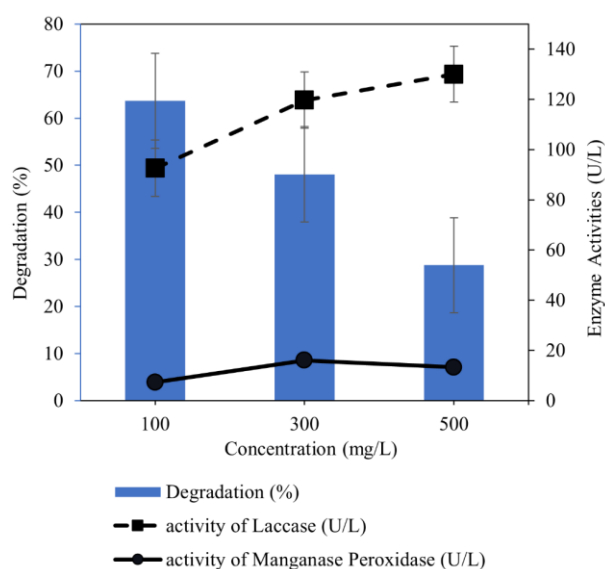 80
70
60
50
40
30
20
10
0
Degradation (%)
140
120
100
80
60
40
20
0
Enzyme Activities (U/L)
100 300 500
Concentration (mg/L)
Degradation (%)
activity of Laccase (U/L)
activity of Manganase Peroxidase (U/L)